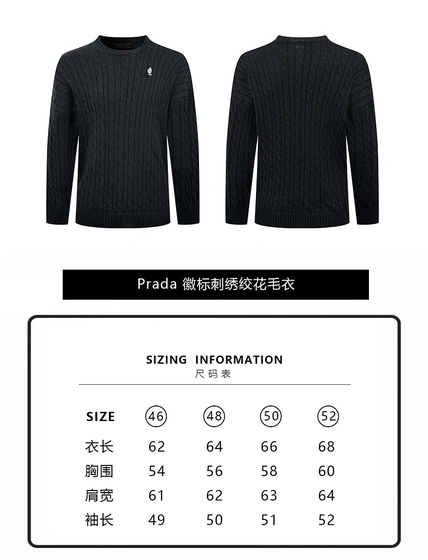 Prada 徽标刺绣绞花毛衣
SIZING INFORMATION
尺码表
SIZE 46 48 50 52
衣长 62 64 66 68
胸围 54 56 58 60
肩宽 61 62 63 64
袖长 49 50 51 52